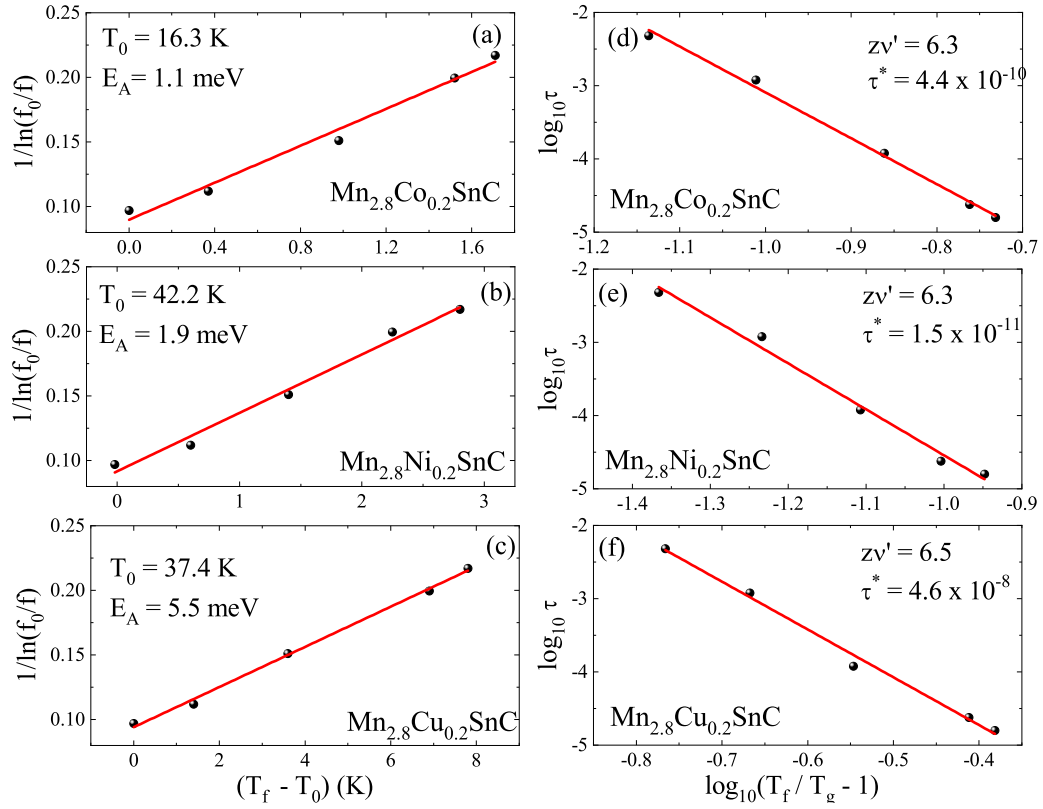 (a)
T₀ = 16.3 K
E_A = 1.1 meV
1/ln(f₀/f)
0.25
0.20
0.15
0.10
Mn₂.₈Co₀.₂SnC
0.0 0.4 0.8 1.2 1.6
(d)
zν' = 6.3
τ* = 4.4 x 10⁻¹⁰
log₁₀τ
-2
-3
-4
-5
Mn₂.₈Co₀.₂SnC
-1.2 -1.1 -1.0 -0.9 -0.8 -0.7
(b)
T₀ = 42.2 K
E_A = 1.9 meV
1/ln(f₀/f)
0.25
0.20
0.15
0.10
Mn₂.₈Ni₀.₂SnC
0 1 2 3
(e)
zν' = 6.3
τ* = 1.5 x 10⁻¹¹
log₁₀τ
-2
-3
-4
-5
Mn₂.₈Ni₀.₂SnC
-1.4 -1.3 -1.2 -1.1 -1.0 -0.9
(c)
T₀ = 37.4 K
E_A = 5.5 meV
1/ln(f₀/f)
0.25
0.20
0.15
0.10
Mn₂.₈Cu₀.₂SnC
0 2 4 6 8
(T_f - T₀) (K)
(f)
zν' = 6.5
τ* = 4.6 x 10⁻⁸
log₁₀ τ
-2
-3
-4
-5
Mn₂.₈Cu₀.₂SnC
-0.8 -0.7 -0.6 -0.5 -0.4
log₁₀(T_f / T_g - 1)